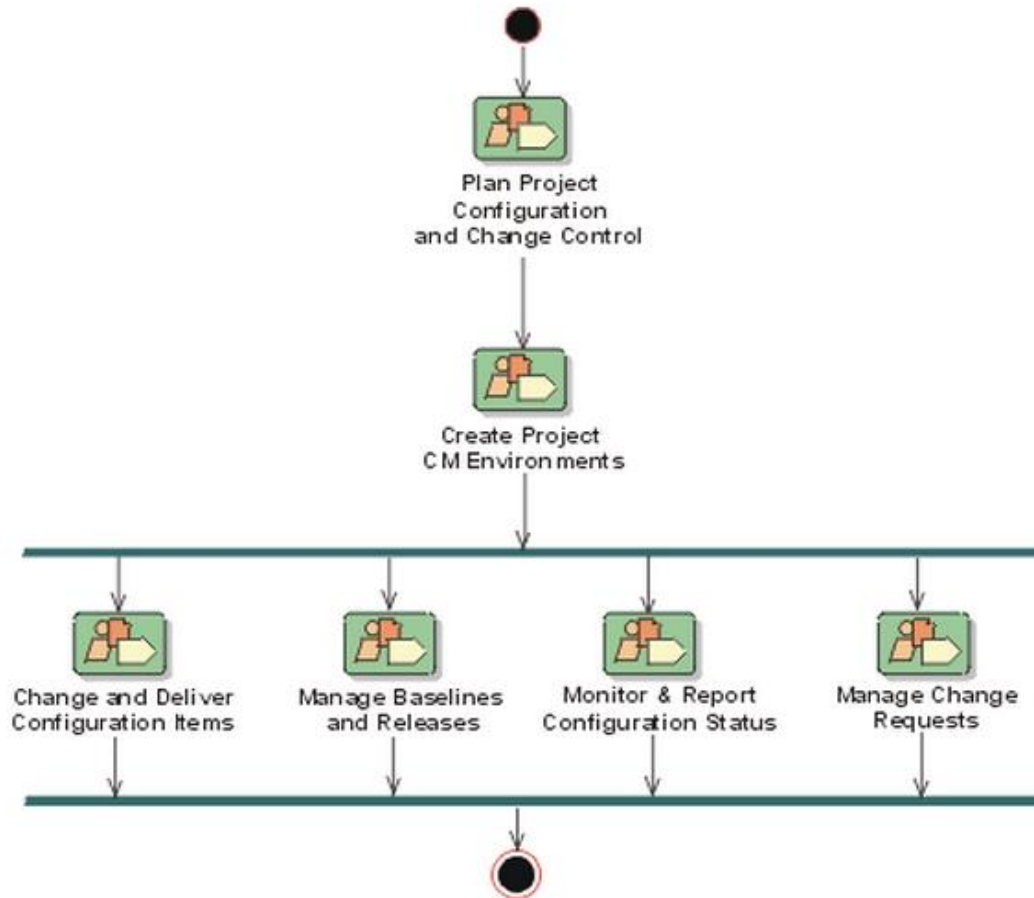 Plan Project
Configuration
and Change Control
Create Project
CM Environments
Change and Deliver
Configuration Items
Manage Baselines
and Releases
Monitor & Report
Configuration Status
Manage Change
Requests